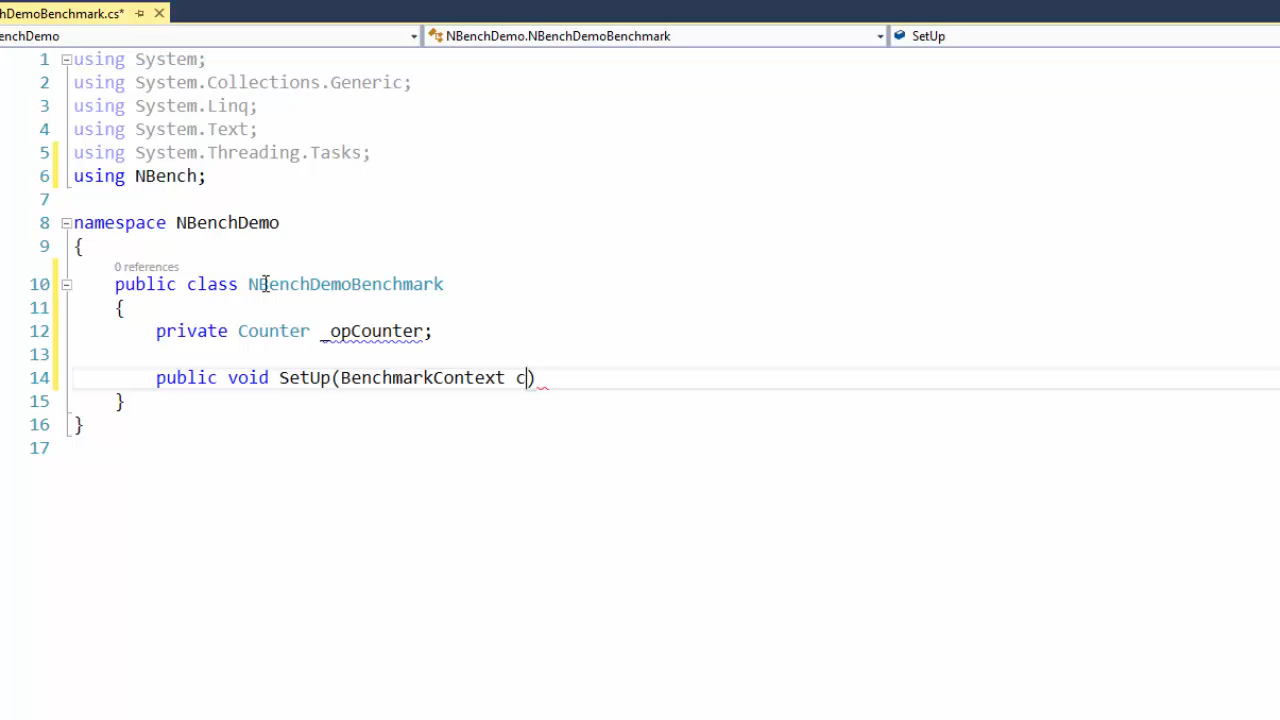 hDemoBenchmark.cs*
enchDemo NBenchDemo.NBenchDemoBenchmark SetUp
1 using System;
2 using System.Collections.Generic;
3 using System.Linq;
4 using System.Text;
5 using System.Threading.Tasks;
6 using NBench;
7
8 namespace NBenchDemo
9 {
0 references
10 public class NBenchDemoBenchmark
11 {
12 private Counter _opCounter;
13
14 public void SetUp(BenchmarkContext c)
15 }
16 }
17